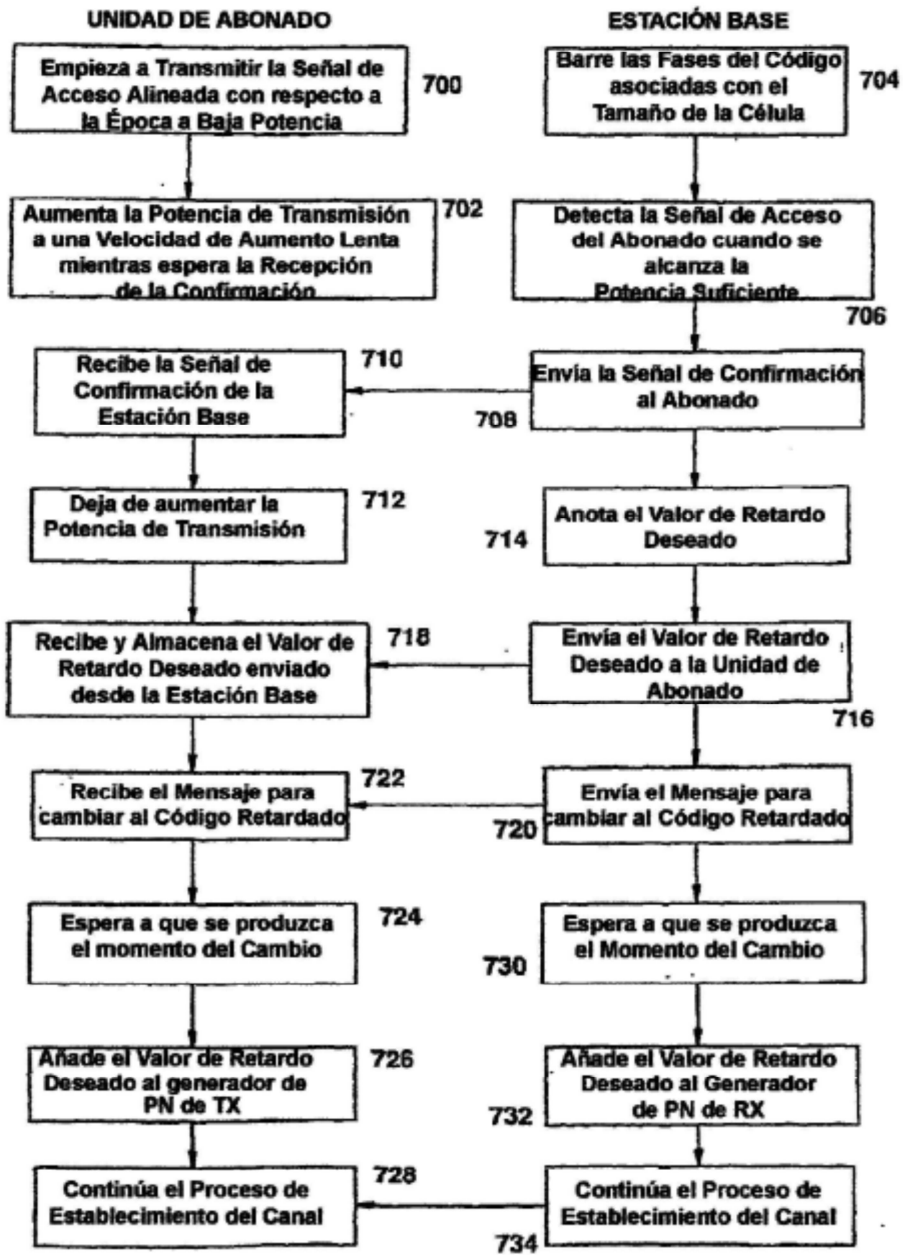 UNIDAD DE ABONADO
ESTACIÓN BASE
Empieza a Transmitir la Señal de
Acceso Alineada con respecto a
la Época a Baja Potencia
700
Barre las Fases del Código
asociadas con el
Tamaño de la Célula
704
Aumenta la Potencia de Transmisión
a una Velocidad de Aumento Lenta
mientras espera la Recepción
de la Confirmación
702
Detecta la Señal de Acceso
del Abonado cuando se
alcanza la
Potencia Suficiente
706
Recibe la Señal de
Confirmación de la
Estación Base
710
Envía la Señal de Confirmación
al Abonado
708
Deja de aumentar la
Potencia de Transmisión
712
Anota el Valor de Retardo
Deseado
714
Recibe y Almacena el Valor de
Retardo Deseado enviado
desde la Estación Base
718
Envía el Valor de Retardo
Deseado a la Unidad de
Abonado
716
Recibe el Mensaje para
cambiar al Código Retardado
722
Envía el Mensaje para
cambiar al Código Retardado
720
Espera a que se produzca
el momento del Cambio
724
Espera a que se produzca
el Momento del Cambio
730
Añade el Valor de Retardo
Deseado al generador de
PN de TX
726
Añade el Valor de Retardo
Deseado al Generador
de PN de RX
732
Continúa el Proceso de
Establecimiento del Canal
728
Continúa el Proceso de
Establecimiento del Canal
734